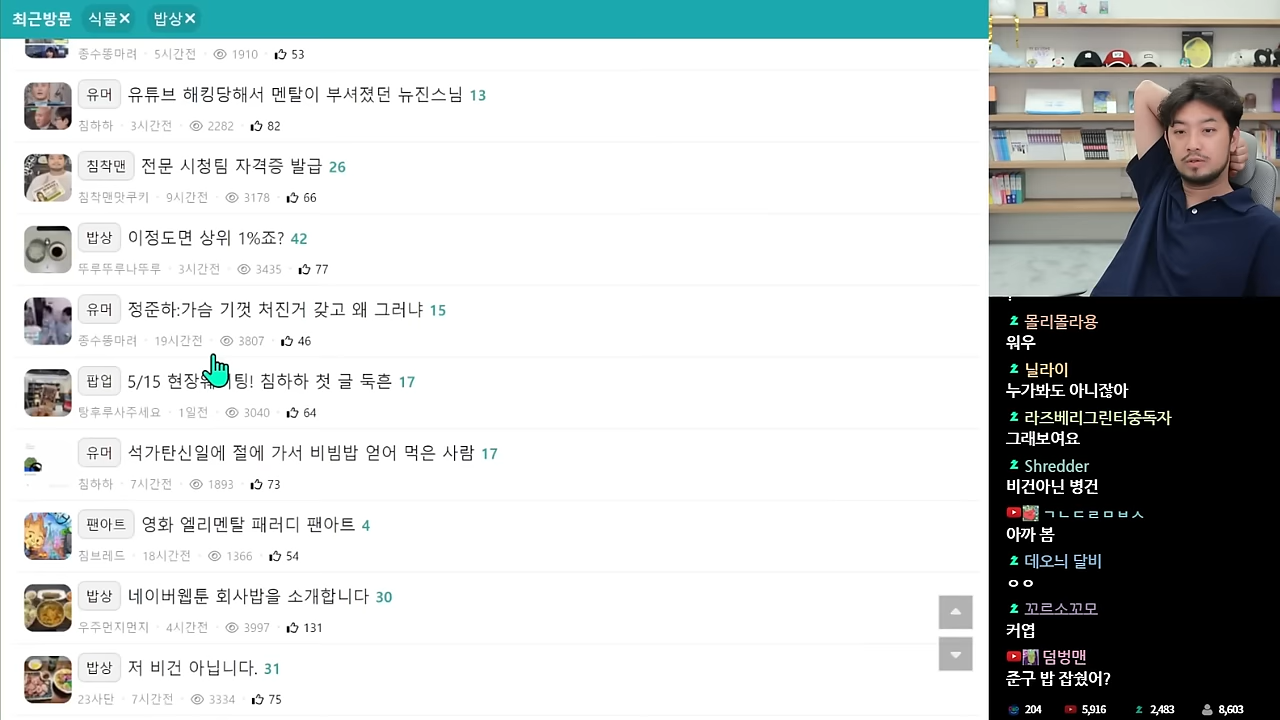 최근방문 식물✕ 밥상✕
종수뚱마려 · 5시간전 · 1910 · 53
유머 유튜브 해킹당해서 멘탈이 부셔졌던 뉴진스님 13
침하하 · 3시간전 · 2282 · 82
침착맨 전문 시청팀 자격증 발급 26
침착맨맛쿠키 · 9시간전 · 3178 · 66
밥상 이정도면 상위 1%죠? 42
뚜루뚜루나뚜루 · 3시간전 · 3435 · 77
유머 정준하:가슴 기껏 처진거 갖고 왜 그러냐 15
종수뚱마려 · 19시간전 · 3807 · 46
팝업 5/15 현장웨이팅! 침하하 첫 글 둑흔 17
탕후루사주세요 · 1일전 · 3040 · 64
유머 석가탄신일에 절에 가서 비빔밥 얻어 먹은 사람 17
침하하 · 7시간전 · 1893 · 73
팬아트 영화 엘리멘탈 패러디 팬아트 4
침브레드 · 18시간전 · 1366 · 54
밥상 네이버웹툰 회사밥을 소개합니다 30
우주먼지먼지 · 4시간전 · 3997 · 131
밥상 저 비건 아닙니다. 31
23사단 · 7시간전 · 3334 · 75
몰리몰라용
워우
닐라이
누가봐도 아니잖아
라즈베리그린티중독자
그래보여요
Shredder
비건아닌 병건
ㄱㄴㄷㄹㅁㅂㅅ
아까 봄
데오늬 달비
ㅇㅇ
꼬르소꼬모
커엽
덤벙맨
준구 밥 잡쉈어?
204 5,916 2,483 8,603